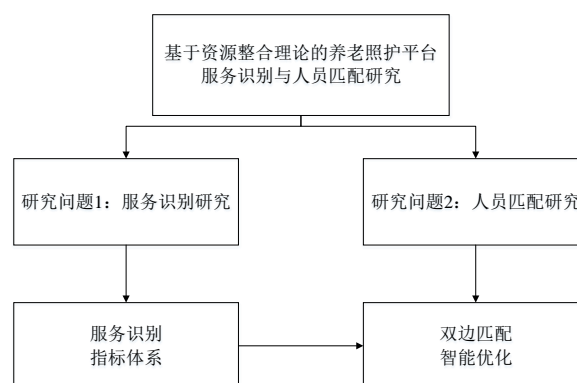 基于资源整合理论的养老照护平台
服务识别与人员匹配研究
研究问题1：服务识别研究
研究问题2：人员匹配研究
服务识别
指标体系
双边匹配
智能优化